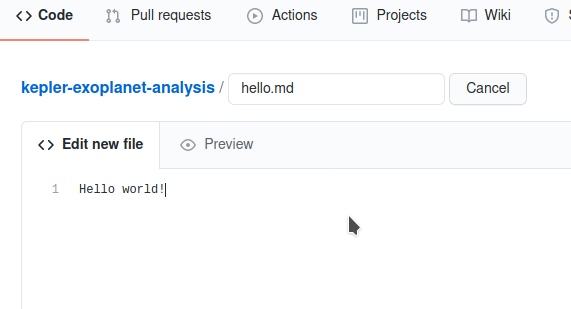 Code Pull requests Actions Projects Wiki
kepler-exoplanet-analysis / hello.md Cancel
Edit new file Preview
1 Hello world!